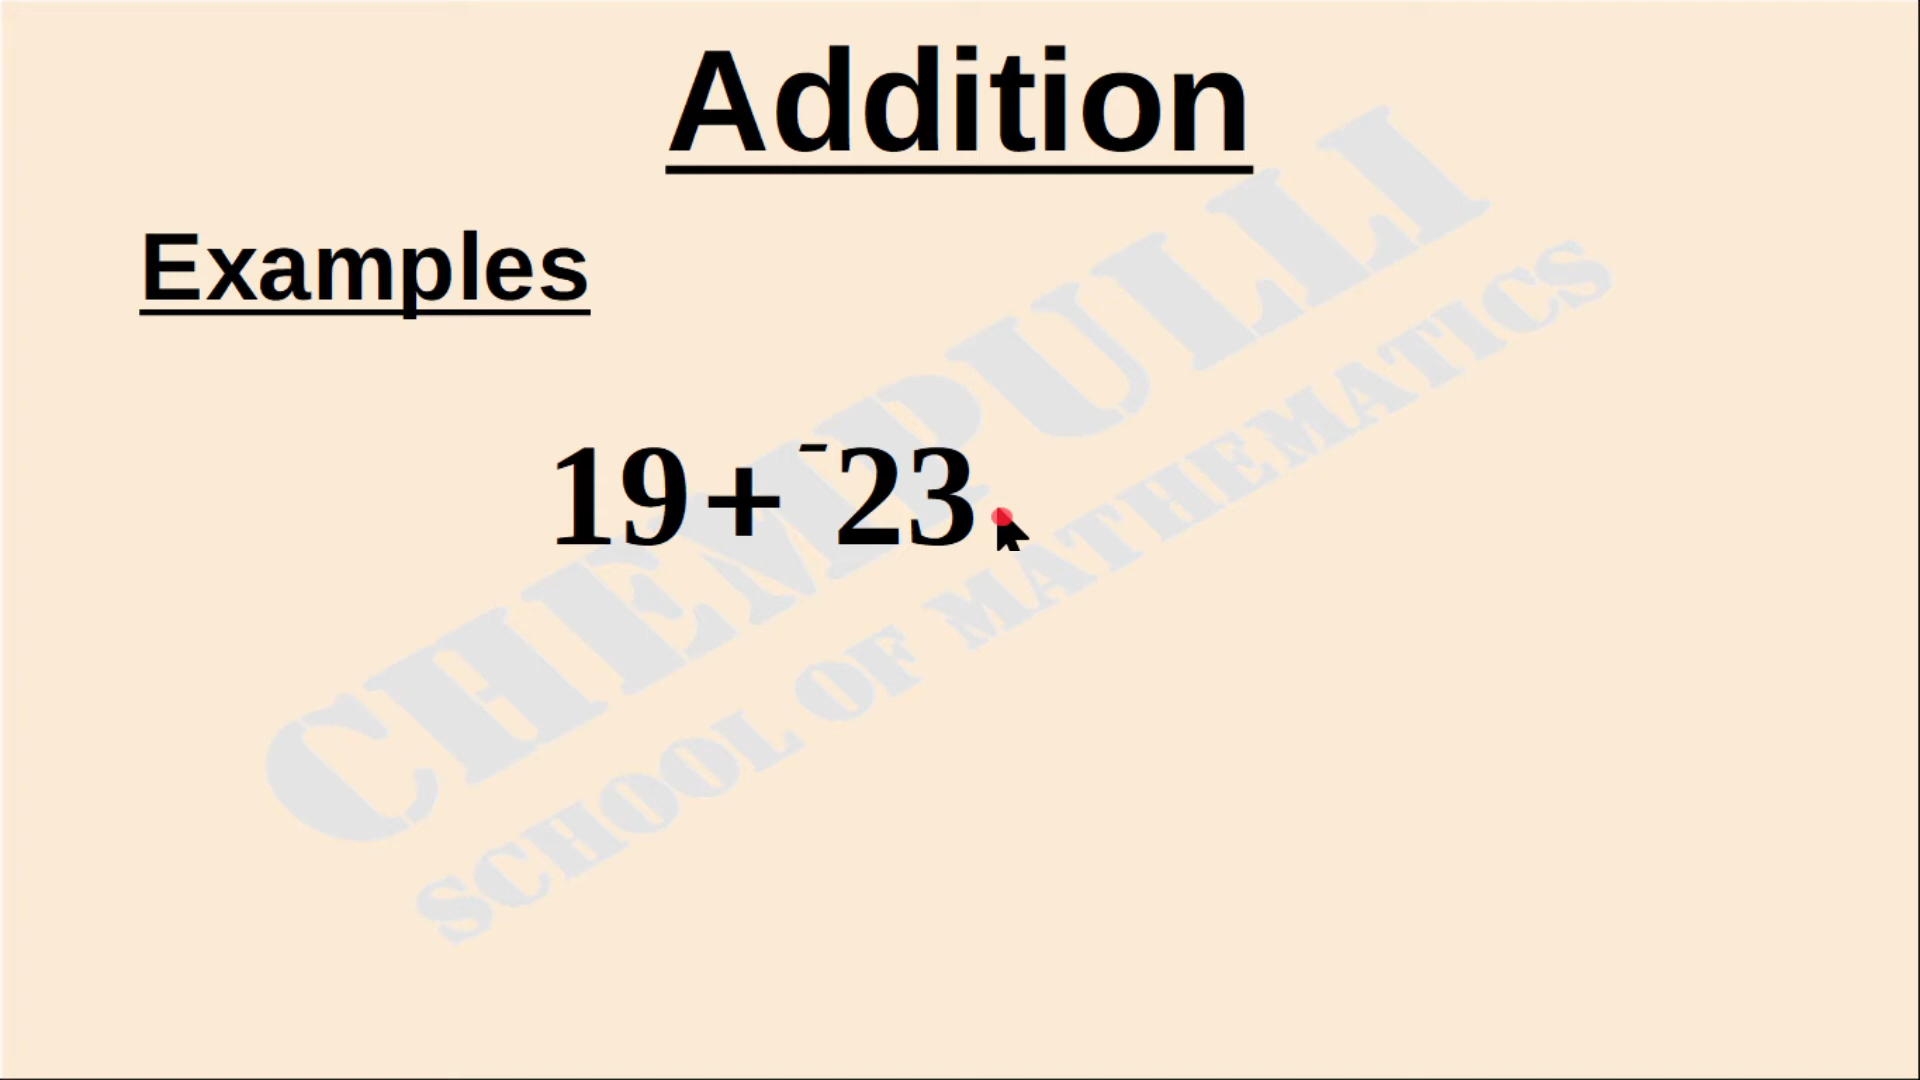 Addition
Examples
19 + ⁻23
CHEMPULLI
SCHOOL OF MATHEMATICS